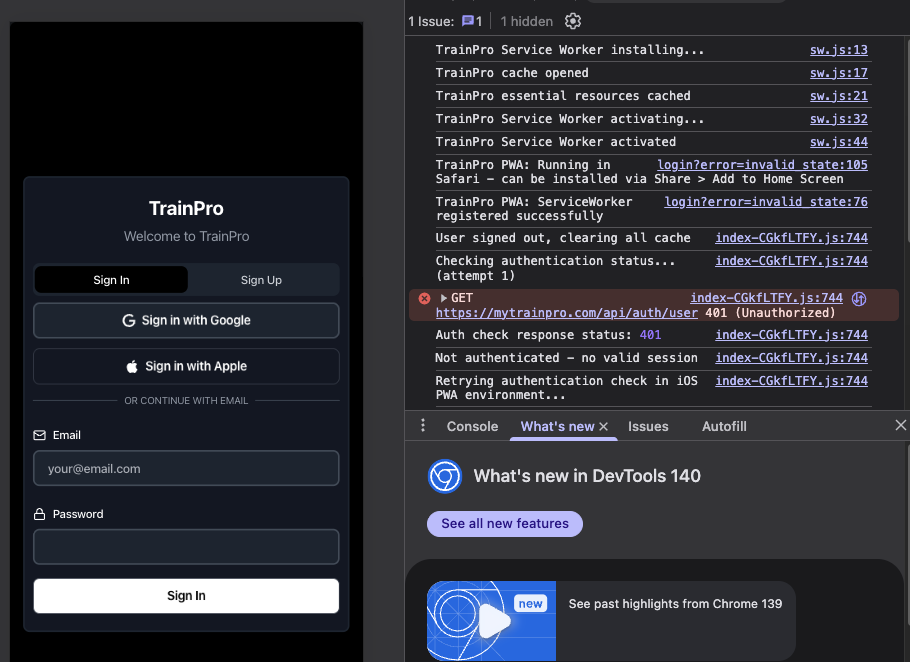 TrainPro
Welcome to TrainPro
Sign In
Sign Up
Sign in with Google
Sign in with Apple
OR CONTINUE WITH EMAIL
Email
your@email.com
Password
Sign In
1 Issue: 1 1 hidden
TrainPro Service Worker installing... sw.js:13
TrainPro cache opened sw.js:17
TrainPro essential resources cached sw.js:21
TrainPro Service Worker activating... sw.js:32
TrainPro Service Worker activated sw.js:44
TrainPro PWA: Running in login?error=invalid_state:105
Safari – can be installed via Share > Add to Home Screen
TrainPro PWA: ServiceWorker login?error=invalid_state:76
registered successfully
User signed out, clearing all cache index-CGkfLTFY.js:744
Checking authentication status... index-CGkfLTFY.js:744
(attempt 1)
GET index-CGkfLTFY.js:744
https://mytrainpro.com/api/auth/user 401 (Unauthorized)
Auth check response status: 401 index-CGkfLTFY.js:744
Not authenticated – no valid session index-CGkfLTFY.js:744
Retrying authentication check in iOS index-CGkfLTFY.js:744
PWA environment...
Console
What's new
Issues
Autofill
What's new in DevTools 140
See all new features
new
See past highlights from Chrome 139